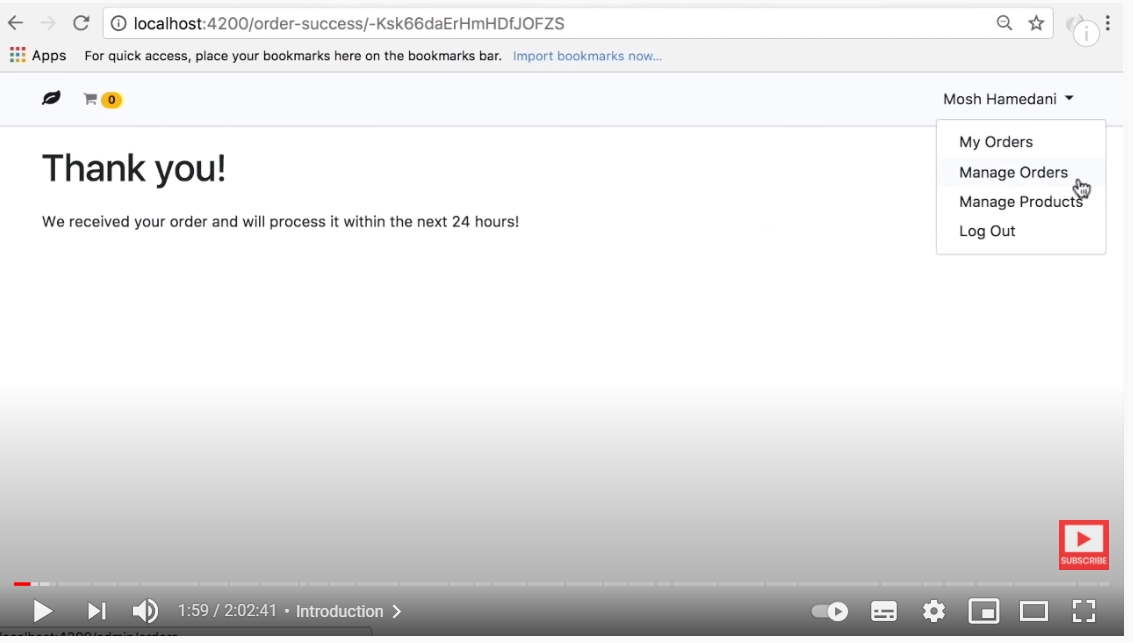 localhost:4200/order-success/-Ksk66daErHmHDfJOFZS
Apps For quick access, place your bookmarks here on the bookmarks bar. Import bookmarks now...
0
Mosh Hamedani
My Orders
Manage Orders
Manage Products
Log Out
Thank you!
We received your order and will process it within the next 24 hours!
SUBSCRIBE
1:59 / 2:02:41 • Introduction
localhost:4200/admin/orders